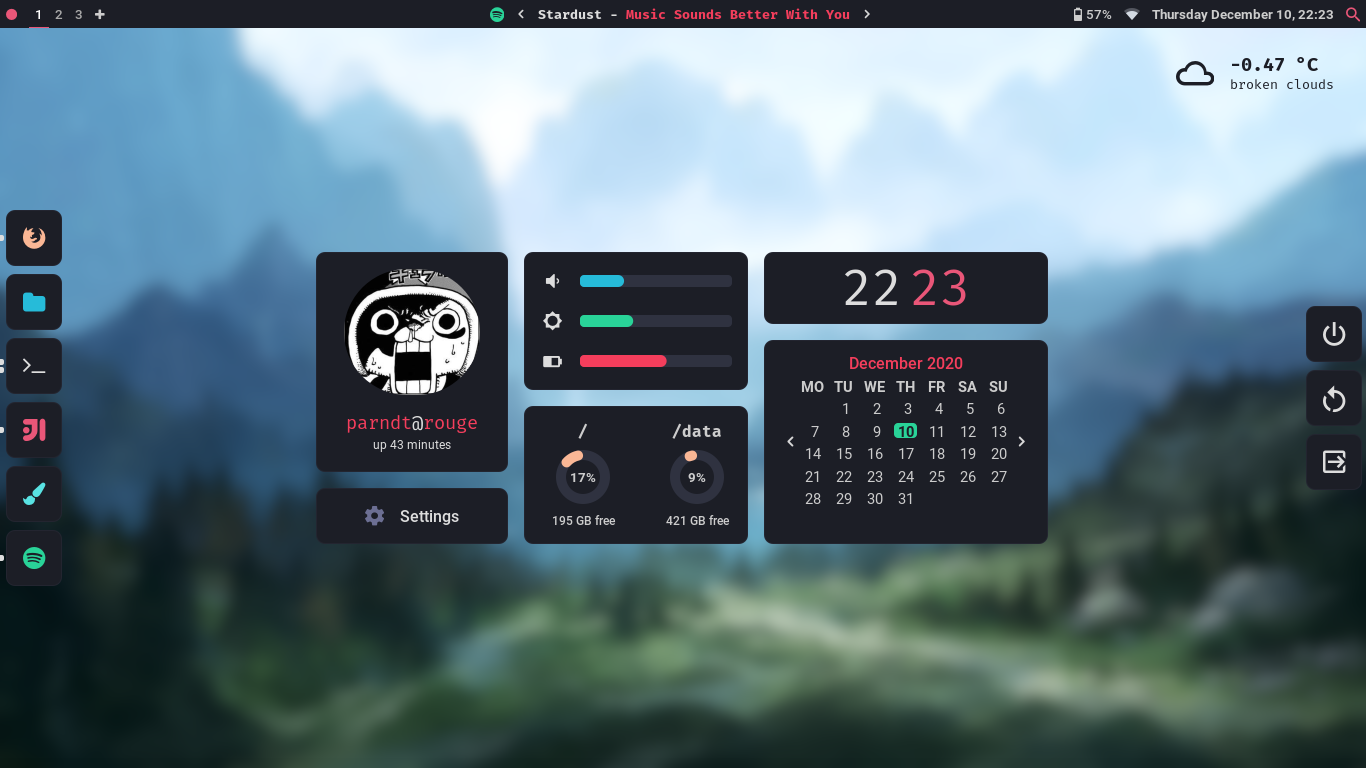 1 2 3
Stardust - Music Sounds Better With You
57%
Thursday December 10, 22:23
-0.47 °C
broken clouds
parndt@rouge
up 43 minutes
Settings
/ /data
17% 9%
195 GB free 421 GB free
22 23
December 2020
MO TU WE TH FR SA SU
1 2 3 4 5 6
7 8 9 10 11 12 13
14 15 16 17 18 19 20
21 22 23 24 25 26 27
28 29 30 31